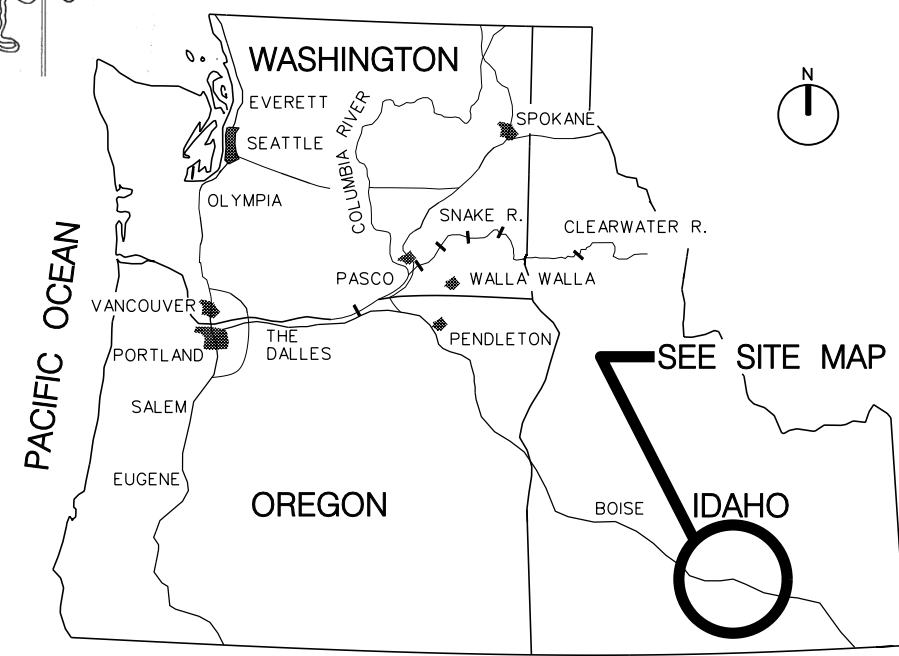 WASHINGTON
N
EVERETT
SEATTLE
COLUMBIA RIVER
SPOKANE
OLYMPIA
SNAKE R.
CLEARWATER R.
PACIFIC OCEAN
PASCO
WALLA WALLA
VANCOUVER
THE
DALLES
PENDLETON
PORTLAND
SEE SITE MAP
SALEM
EUGENE
OREGON
BOISE
IDAHO